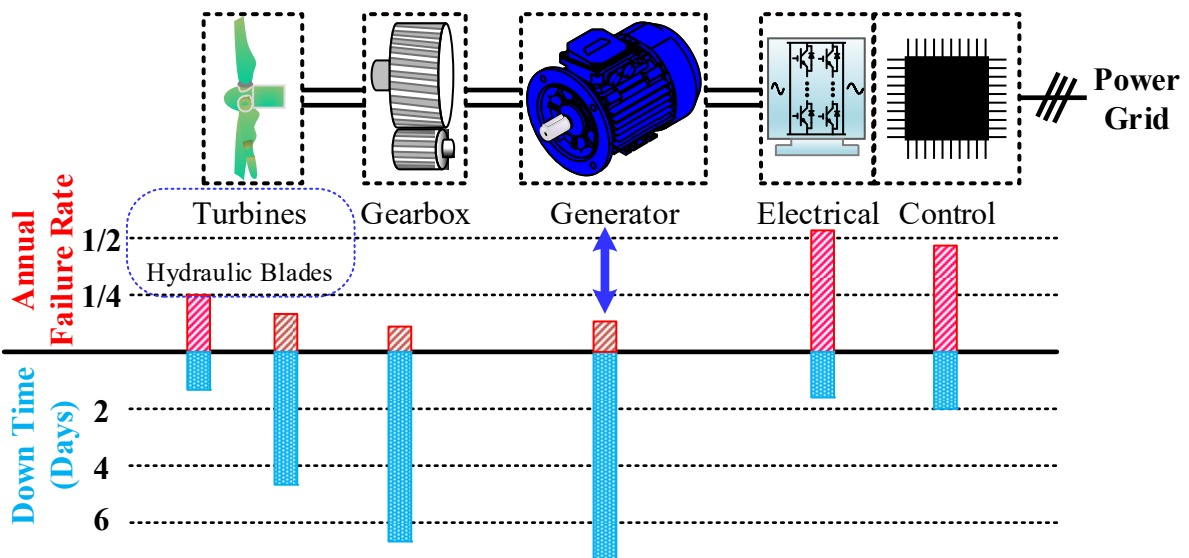 Power
Grid
Turbines
Gearbox
Generator
Electrical
Control
Hydraulic Blades
Annual
Failure Rate
1/2
1/4
Down Time
(Days)
2
4
6